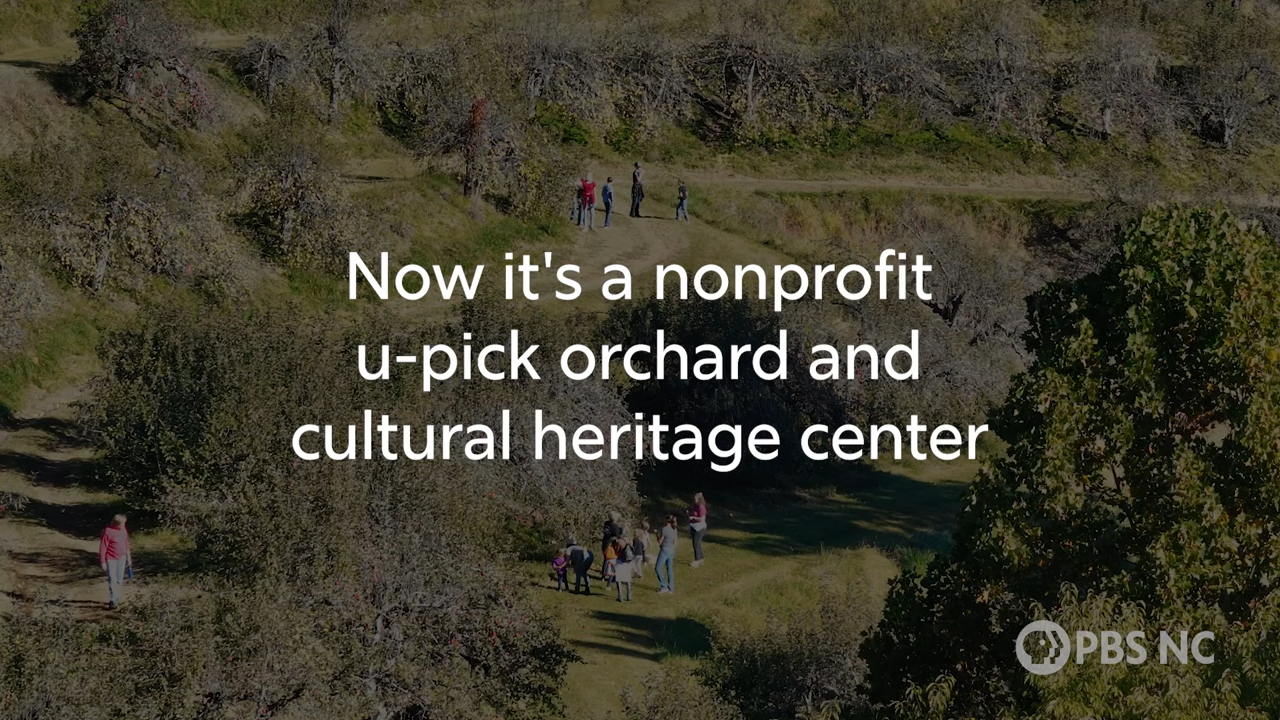 Now it's a nonprofit
u-pick orchard and
cultural heritage center
PBS NC